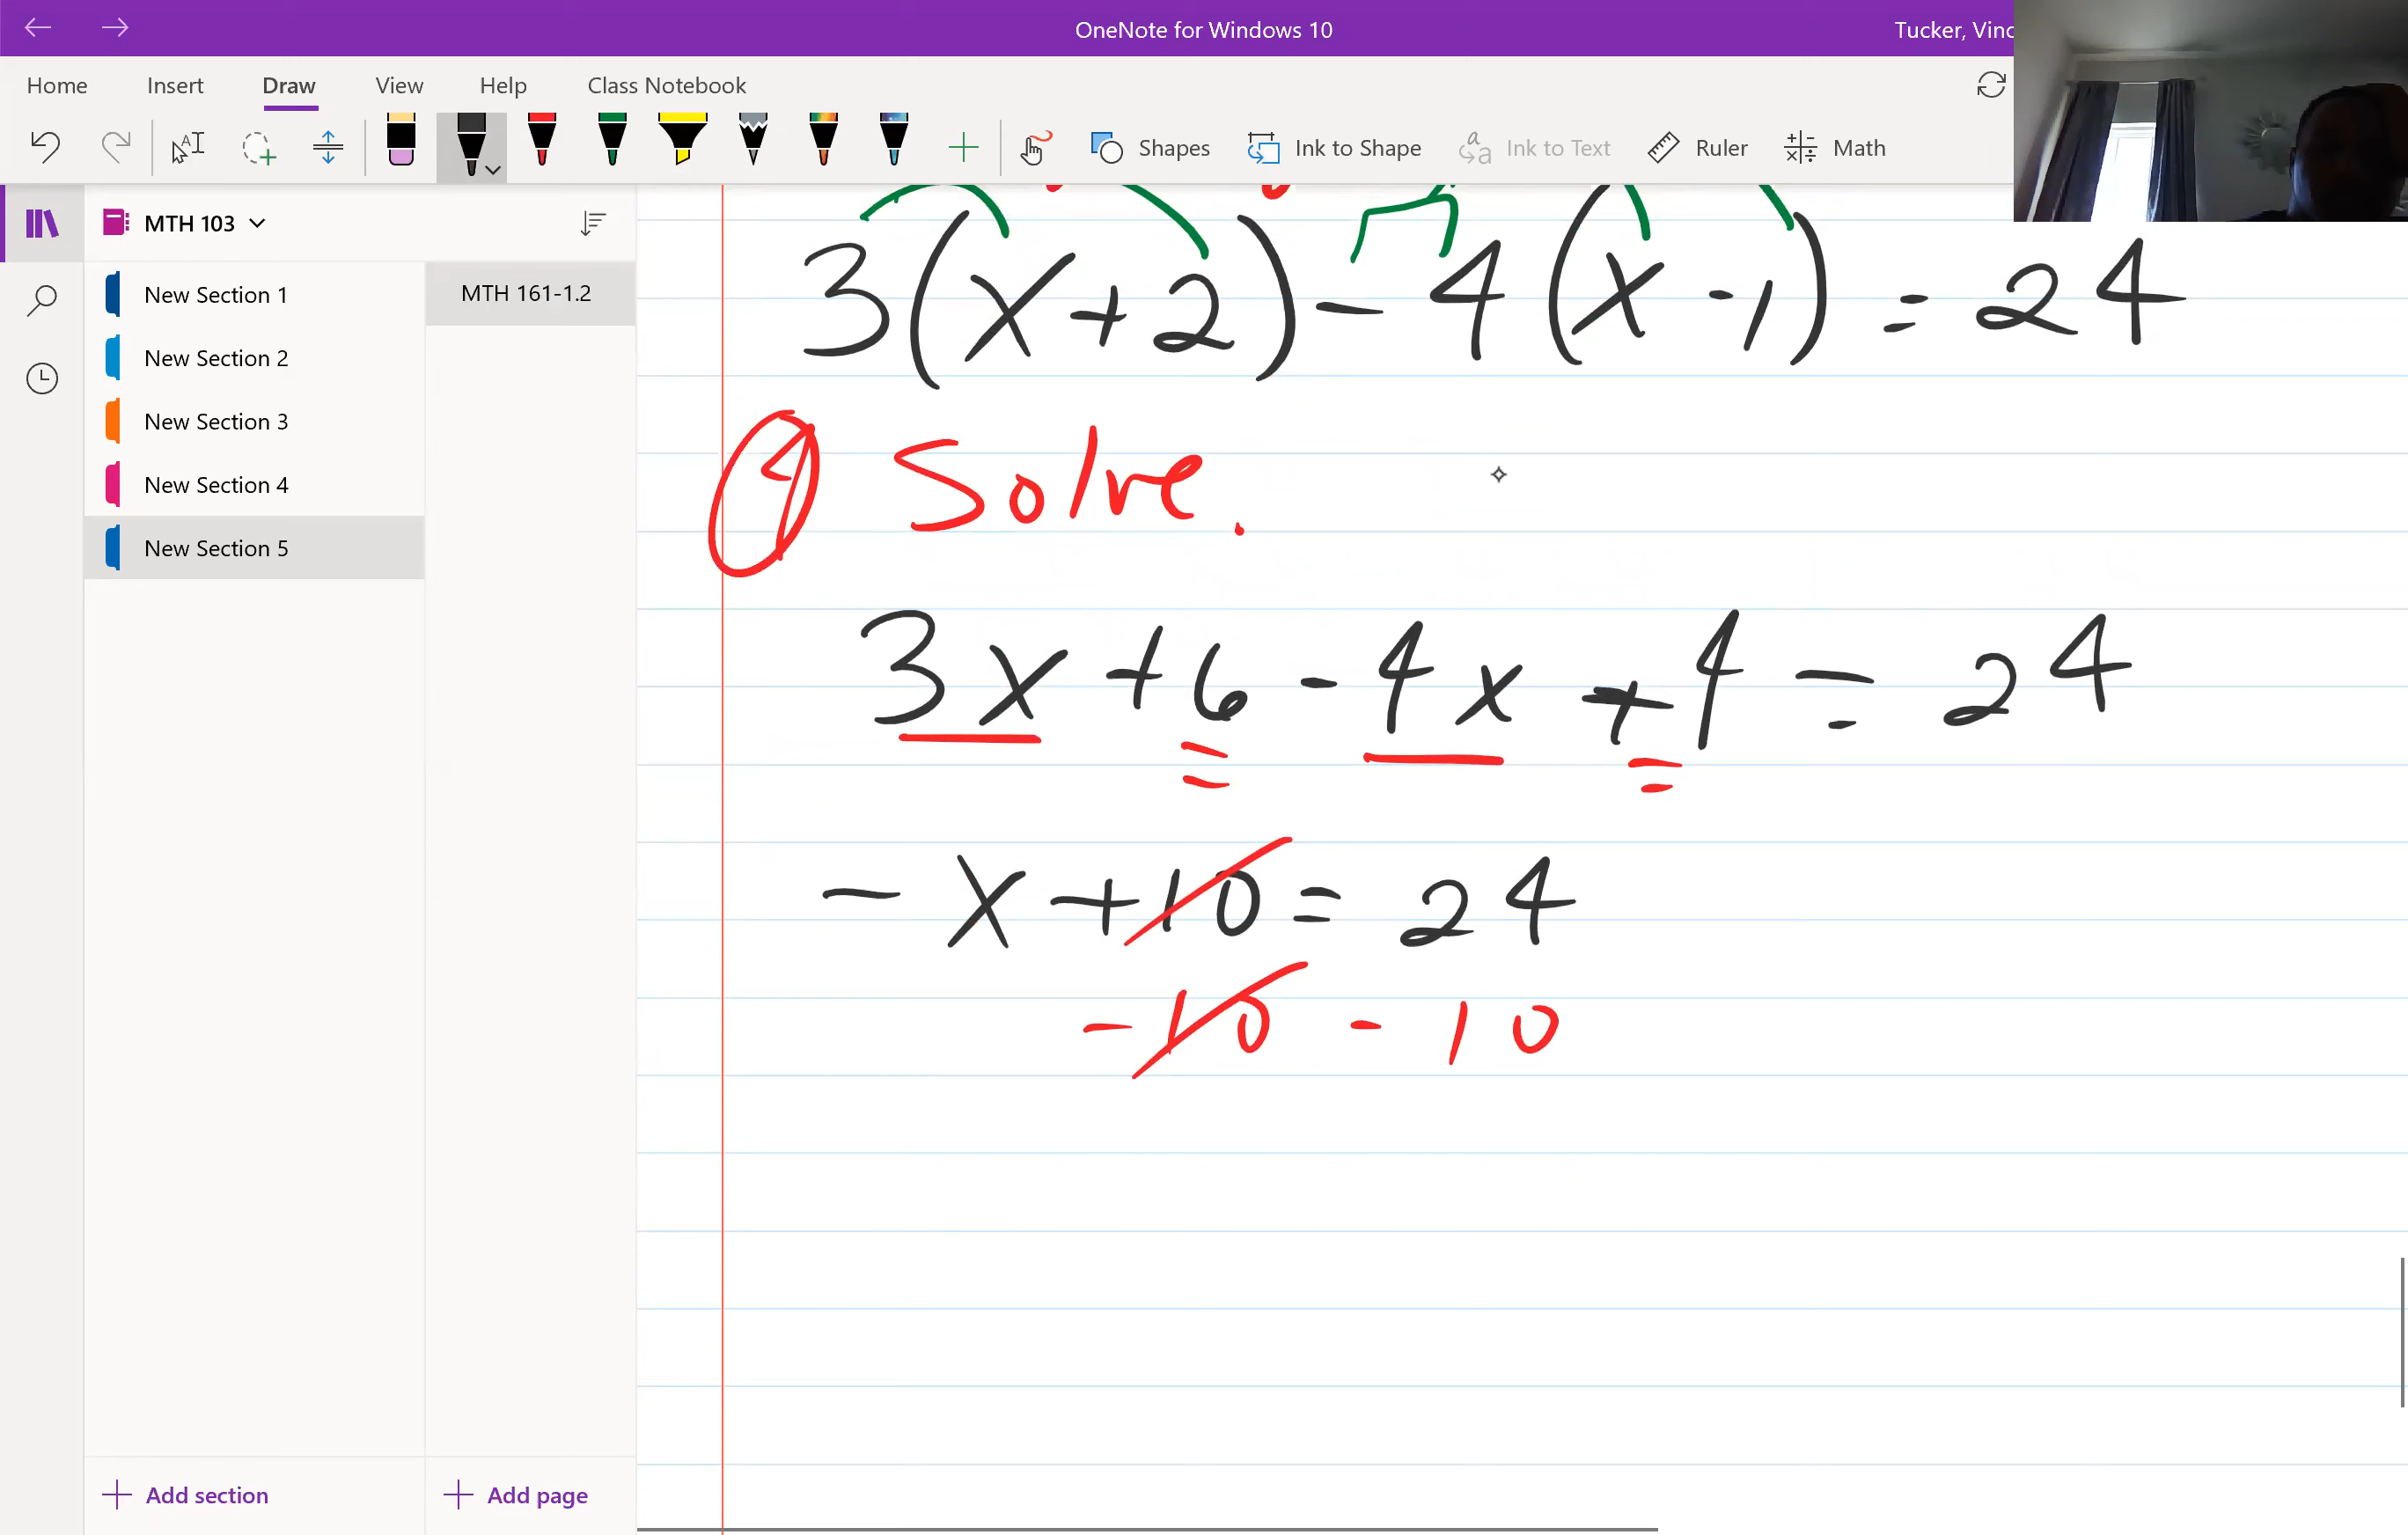 OneNote for Windows 10
Tucker, Vinc
Home Insert Draw View Help Class Notebook
Shapes Ink to Shape Ink to Text Ruler Math
MTH 103
New Section 1
New Section 2
New Section 3
New Section 4
New Section 5
MTH 161-1.2
3(x+2)-4(x-1)=24
4 Solve.
3x+6-4x+4=24
-x+10=24
-10 -10
Add section
Add page